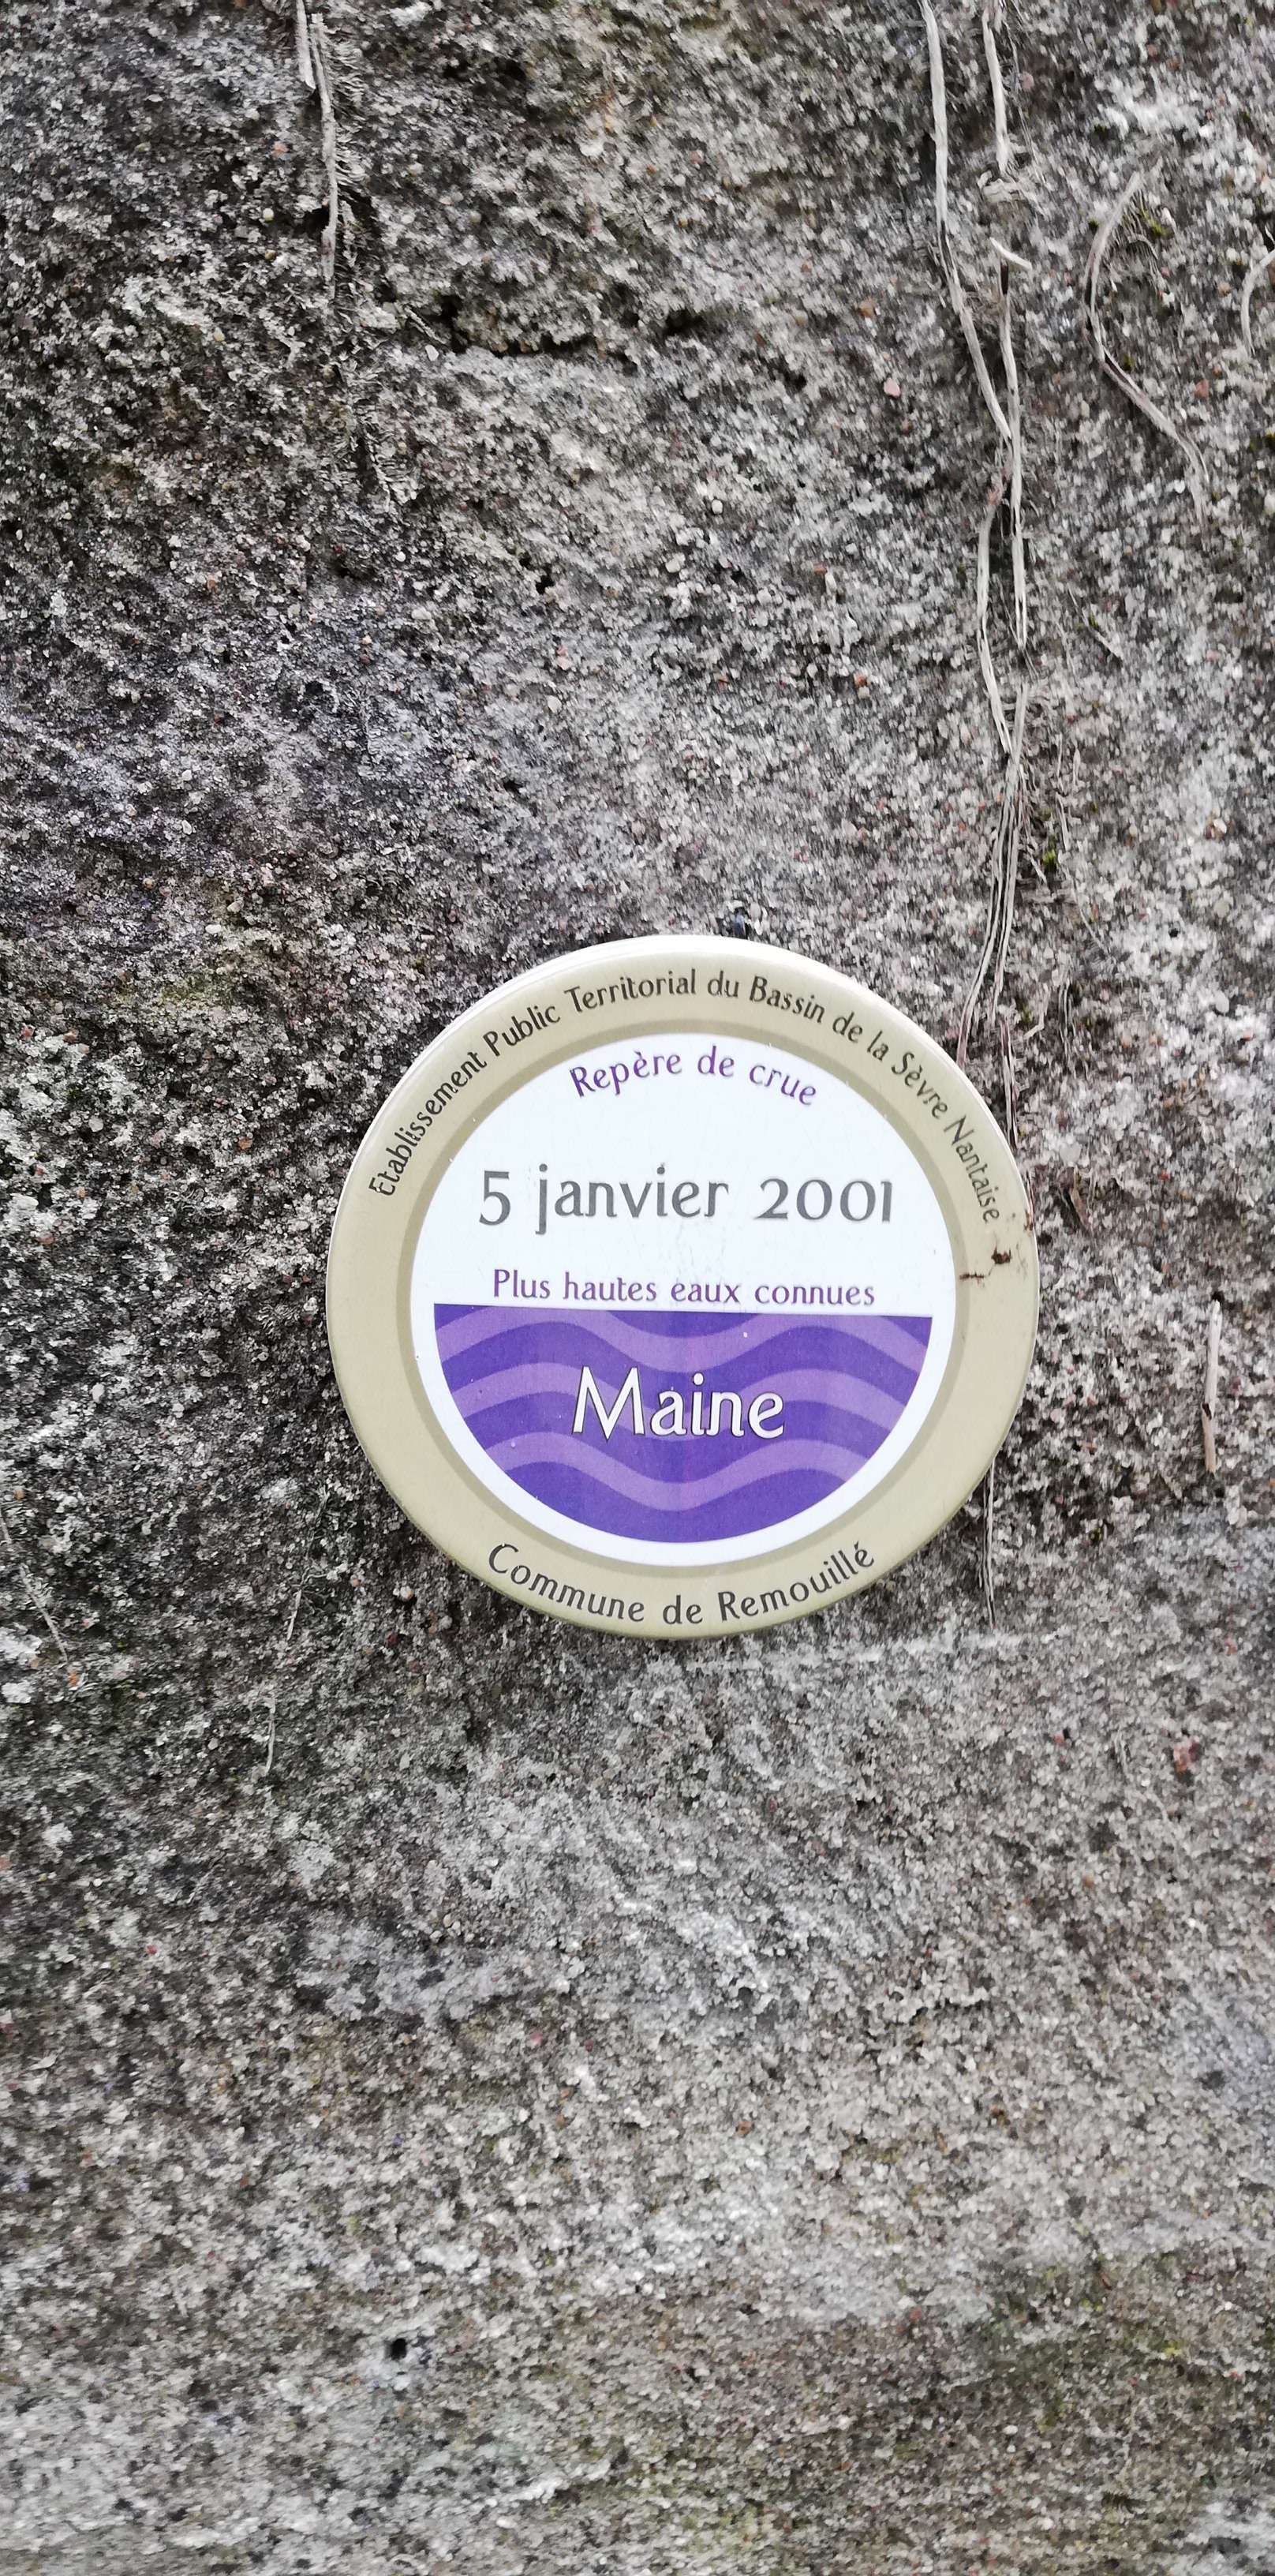 Etablissement Public Territorial du Bassin de la Sèvre Nantaise
Repère de crue
5 janvier 2001
Plus hautes eaux connues
Maine
Commune de Remouillé